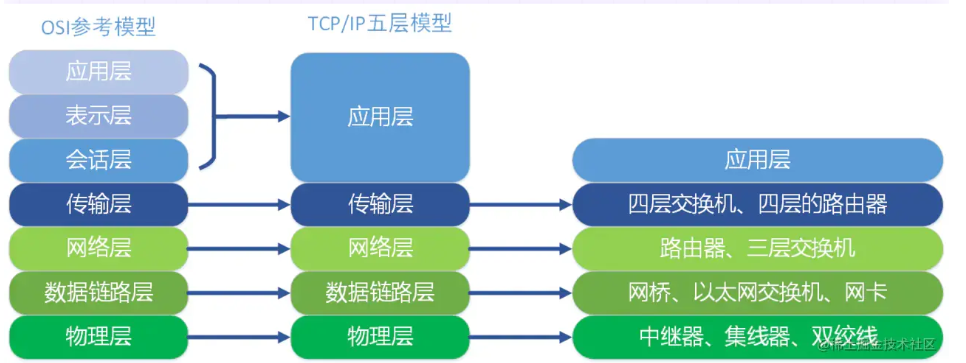 OSI参考模型
TCP/IP五层模型
应用层
表示层
会话层
传输层
网络层
数据链路层
物理层
应用层
传输层
网络层
数据链路层
物理层
应用层
四层交换机、四层的路由器
路由器、三层交换机
网桥、以太网交换机、网卡
中继器、集线器、双绞线
@稀土掘金技术社区